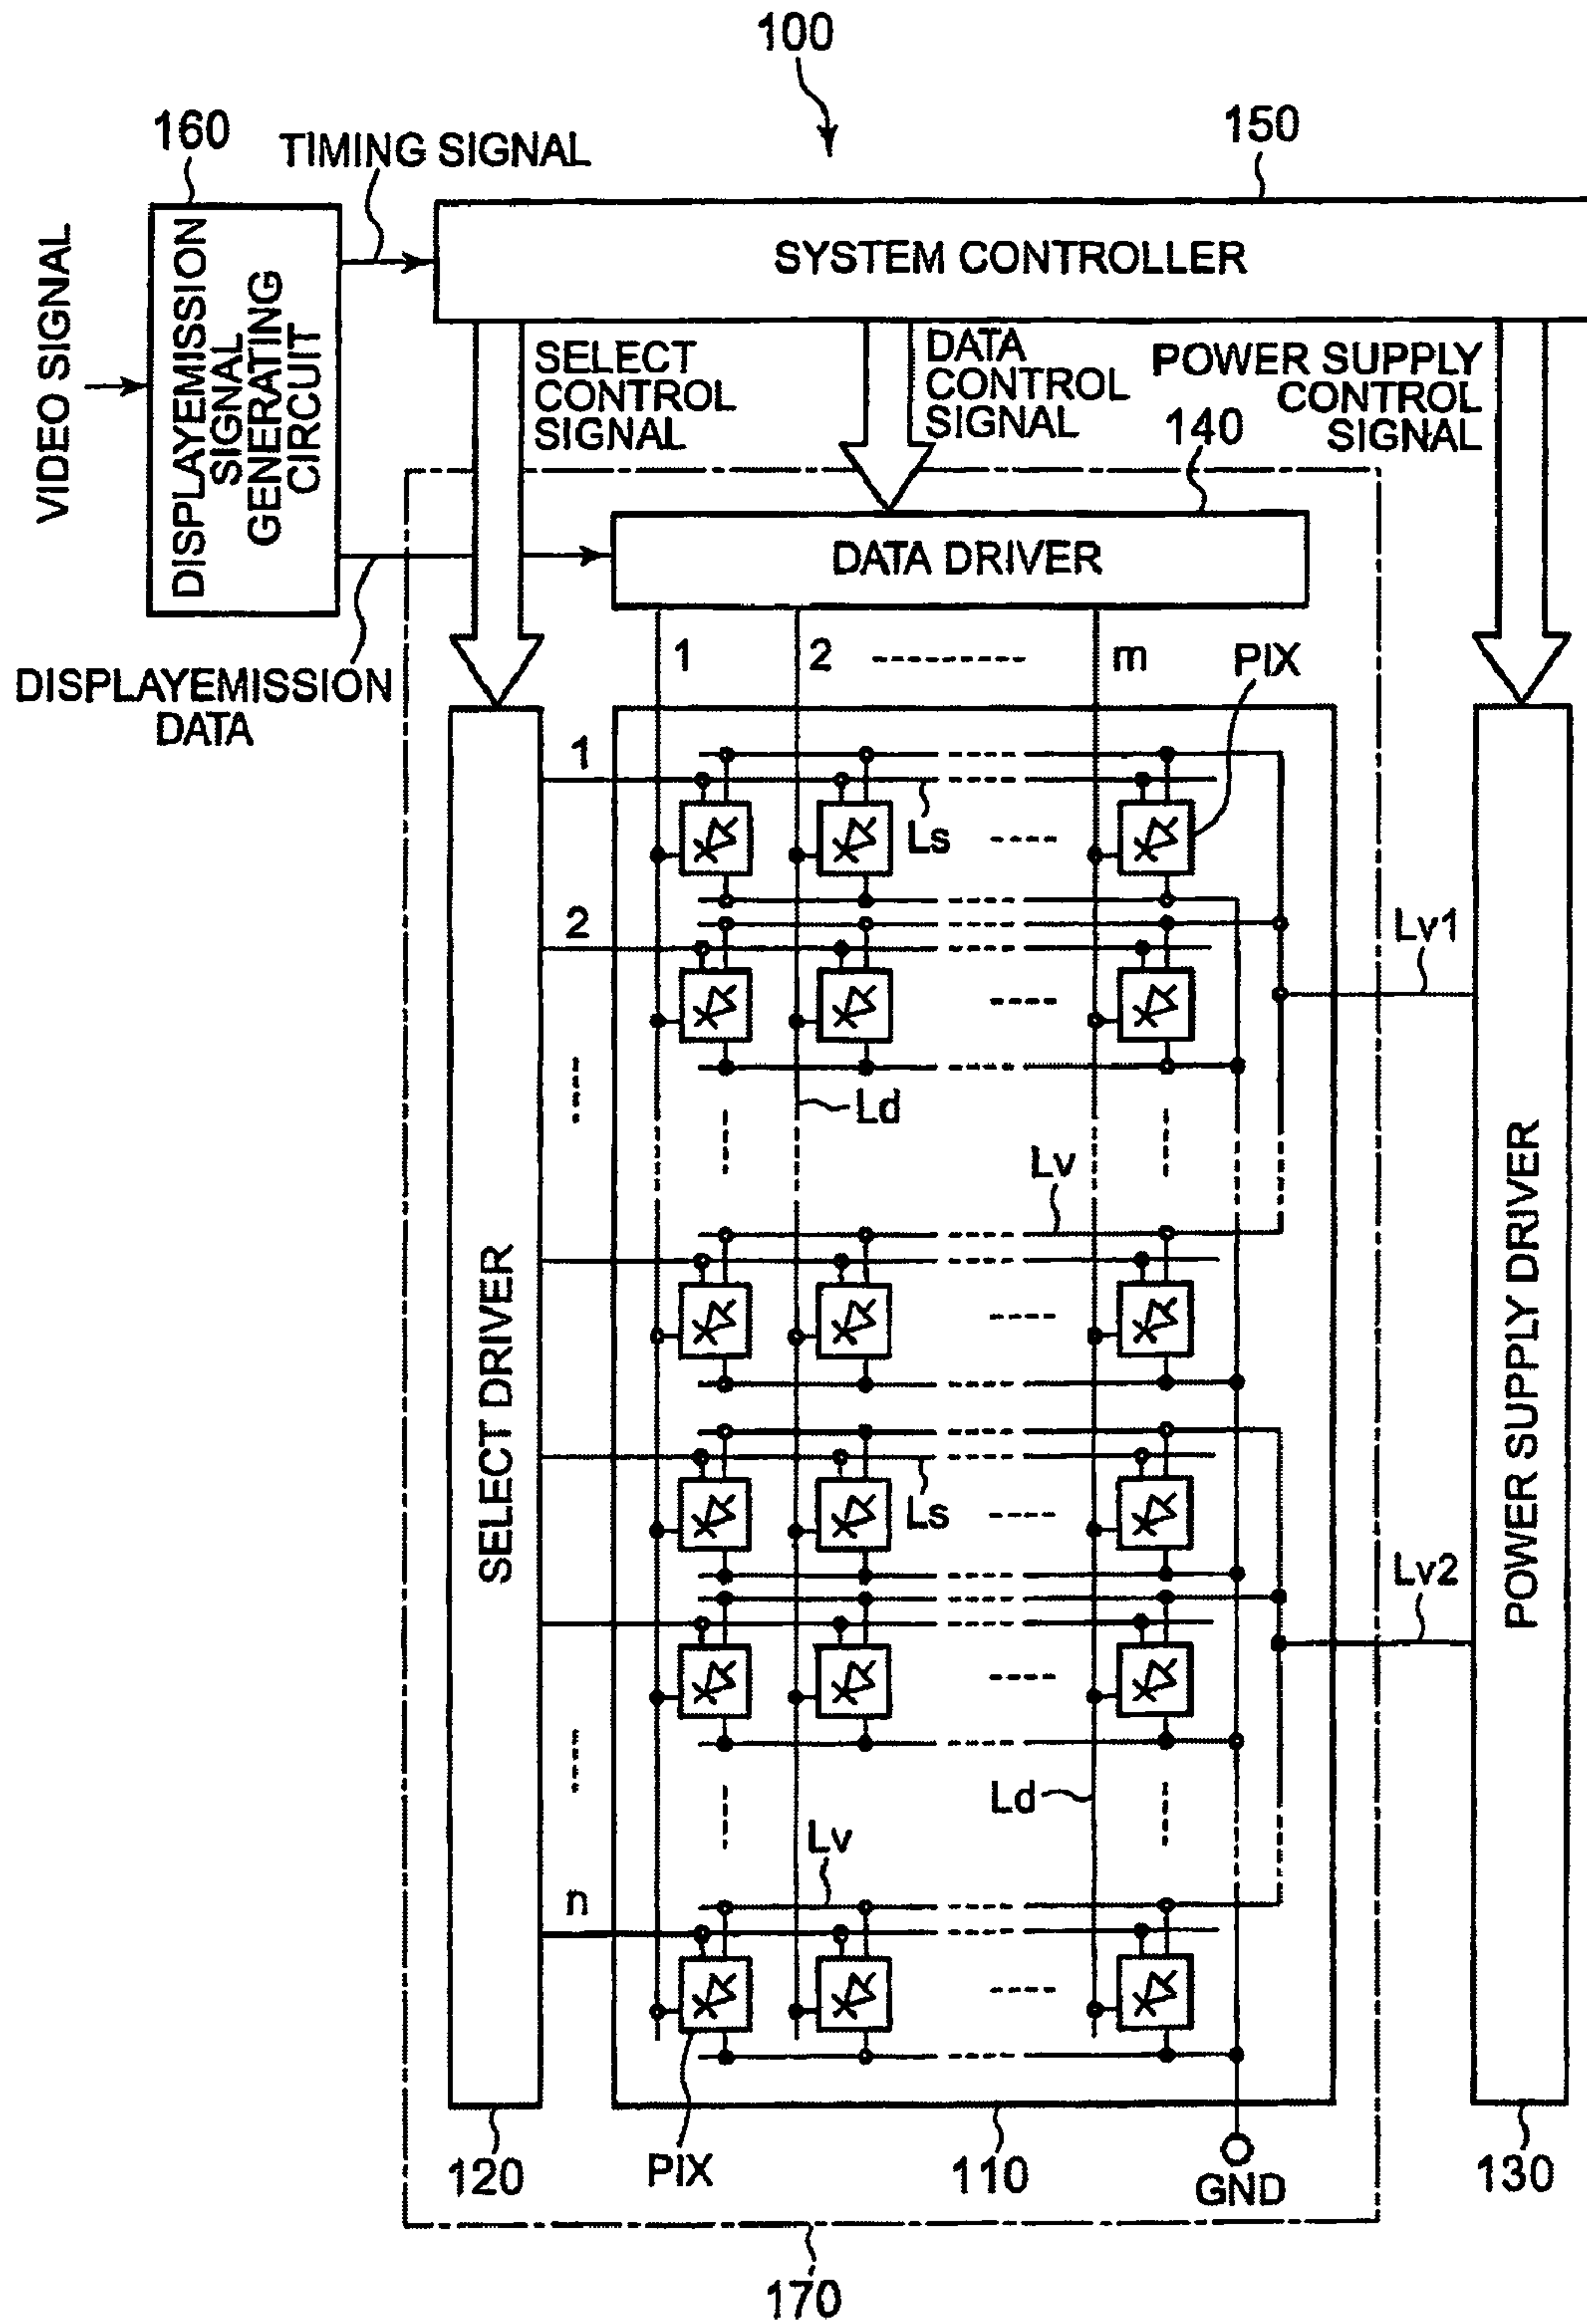 100
160
TIMING SIGNAL
150
VIDEO SIGNAL
DISPLAYEMISSION
SIGNAL
GENERATING
CIRCUIT
SYSTEM CONTROLLER
SELECT
CONTROL
SIGNAL
DATA
CONTROL
SIGNAL
POWER SUPPLY
CONTROL
SIGNAL
140
DATA DRIVER
DISPLAYEMISSION
DATA
1
2
m
PIX
1
Ls
2
Lv1
Ld
Lv
SELECT DRIVER
POWER SUPPLY DRIVER
Ls
Lv2
Ld
Lv
n
120
PIX
110
GND
130
170